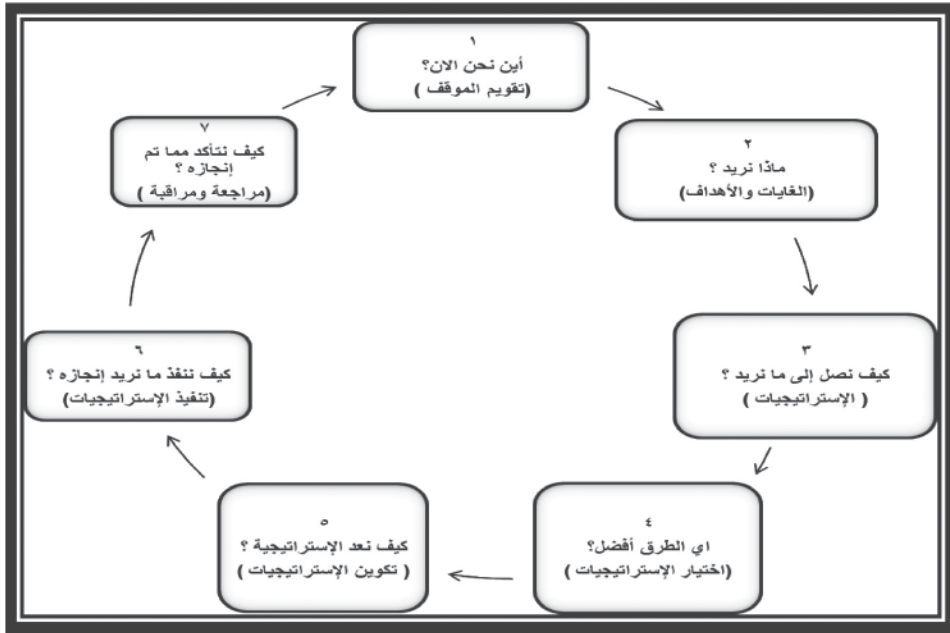 ١
أين نحن الان؟
(تقويم الموقف )
٢
ماذا نريد ؟
(الغايات والأهداف)
٣
كيف نصل إلى ما نريد ؟
( الإستراتيجيات )
٤
اي الطرق أفضل؟
(اختيار الإستراتيجيات )
٥
كيف نعد الإستراتيجية ؟
( تكوين الإستراتيجيات )
٦
كيف ننفذ ما نريد إنجازه ؟
(تنفيذ الإستراتيجيات)
٧
كيف نتأكد مما تم
إنجازه ؟
(مراجعة ومراقبة )